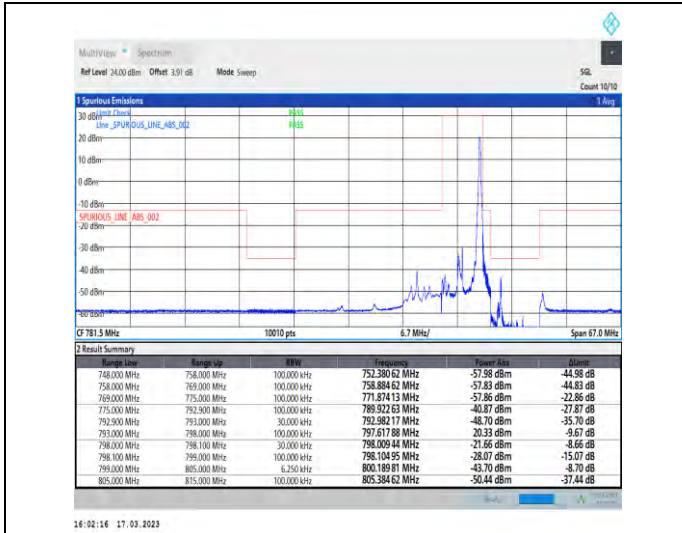 MultiView Spectrum
Ref Level 24.00 dBm Offset 3.91 dB Mode Sweep SGL
Count 10/10
1 Spurious Emissions 1 Avg
30 dBm Limit Check PASS
Line _SPURIOUS_LINE_ABS_002 PASS
20 dBm
10 dBm
0 dBm
-10 dBm
SPURIOUS_LINE_ABS_002
-20 dBm
-30 dBm
-40 dBm
-50 dBm
-60 dBm
CF 781.5 MHz 10010 pts 6.7 MHz/ Span 67.0 MHz
2 Result Summary
Range Low Range Up RBW Frequency Power Abs ΔLimit
748.000 MHz 758.000 MHz 100.000 kHz 752.380 62 MHz -57.98 dBm -44.98 dB
758.000 MHz 769.000 MHz 100.000 kHz 758.884 62 MHz -57.83 dBm -44.83 dB
769.000 MHz 775.000 MHz 100.000 kHz 771.874 13 MHz -57.86 dBm -22.86 dB
775.000 MHz 792.900 MHz 100.000 kHz 789.922 63 MHz -40.87 dBm -27.87 dB
792.900 MHz 793.000 MHz 30.000 kHz 792.982 17 MHz -48.70 dBm -35.70 dB
793.000 MHz 798.000 MHz 100.000 kHz 797.617 88 MHz 20.33 dBm -9.67 dB
798.000 MHz 798.100 MHz 30.000 kHz 798.009 44 MHz -21.66 dBm -8.66 dB
798.100 MHz 799.000 MHz 100.000 kHz 798.104 95 MHz -28.07 dBm -15.07 dB
799.000 MHz 805.000 MHz 6.250 kHz 800.189 81 MHz -43.70 dBm -8.70 dB
805.000 MHz 815.000 MHz 100.000 kHz 805.384 62 MHz -50.44 dBm -37.44 dB
16:02:16 17.03.2023